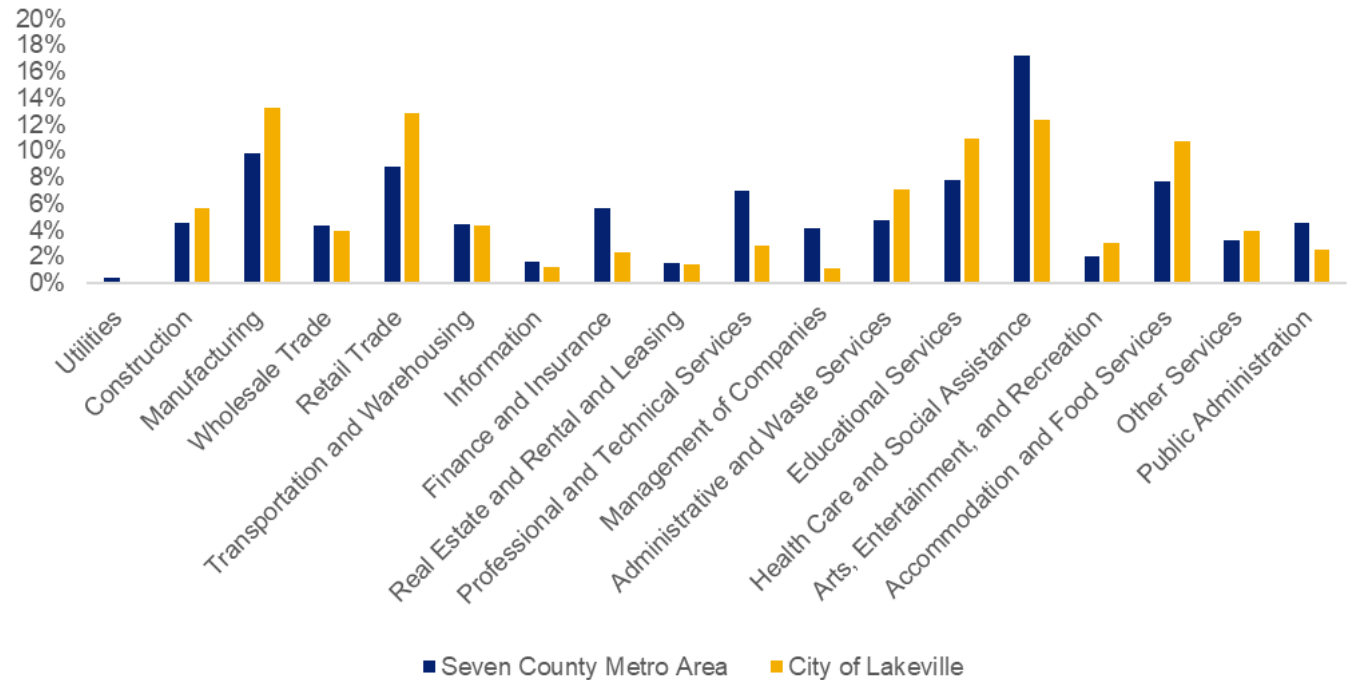 20%
18%
16%
14%
12%
10%
8%
6%
4%
2%
0%
Utilities
Construction
Manufacturing
Wholesale Trade
Retail Trade
Transportation and Warehousing
Information
Finance and Insurance
Real Estate and Rental and Leasing
Professional and Technical Services
Management of Companies
Administrative and Waste Services
Educational Services
Health Care and Social Assistance
Arts, Entertainment, and Recreation
Accommodation and Food Services
Other Services
Public Administration
Seven County Metro Area
City of Lakeville